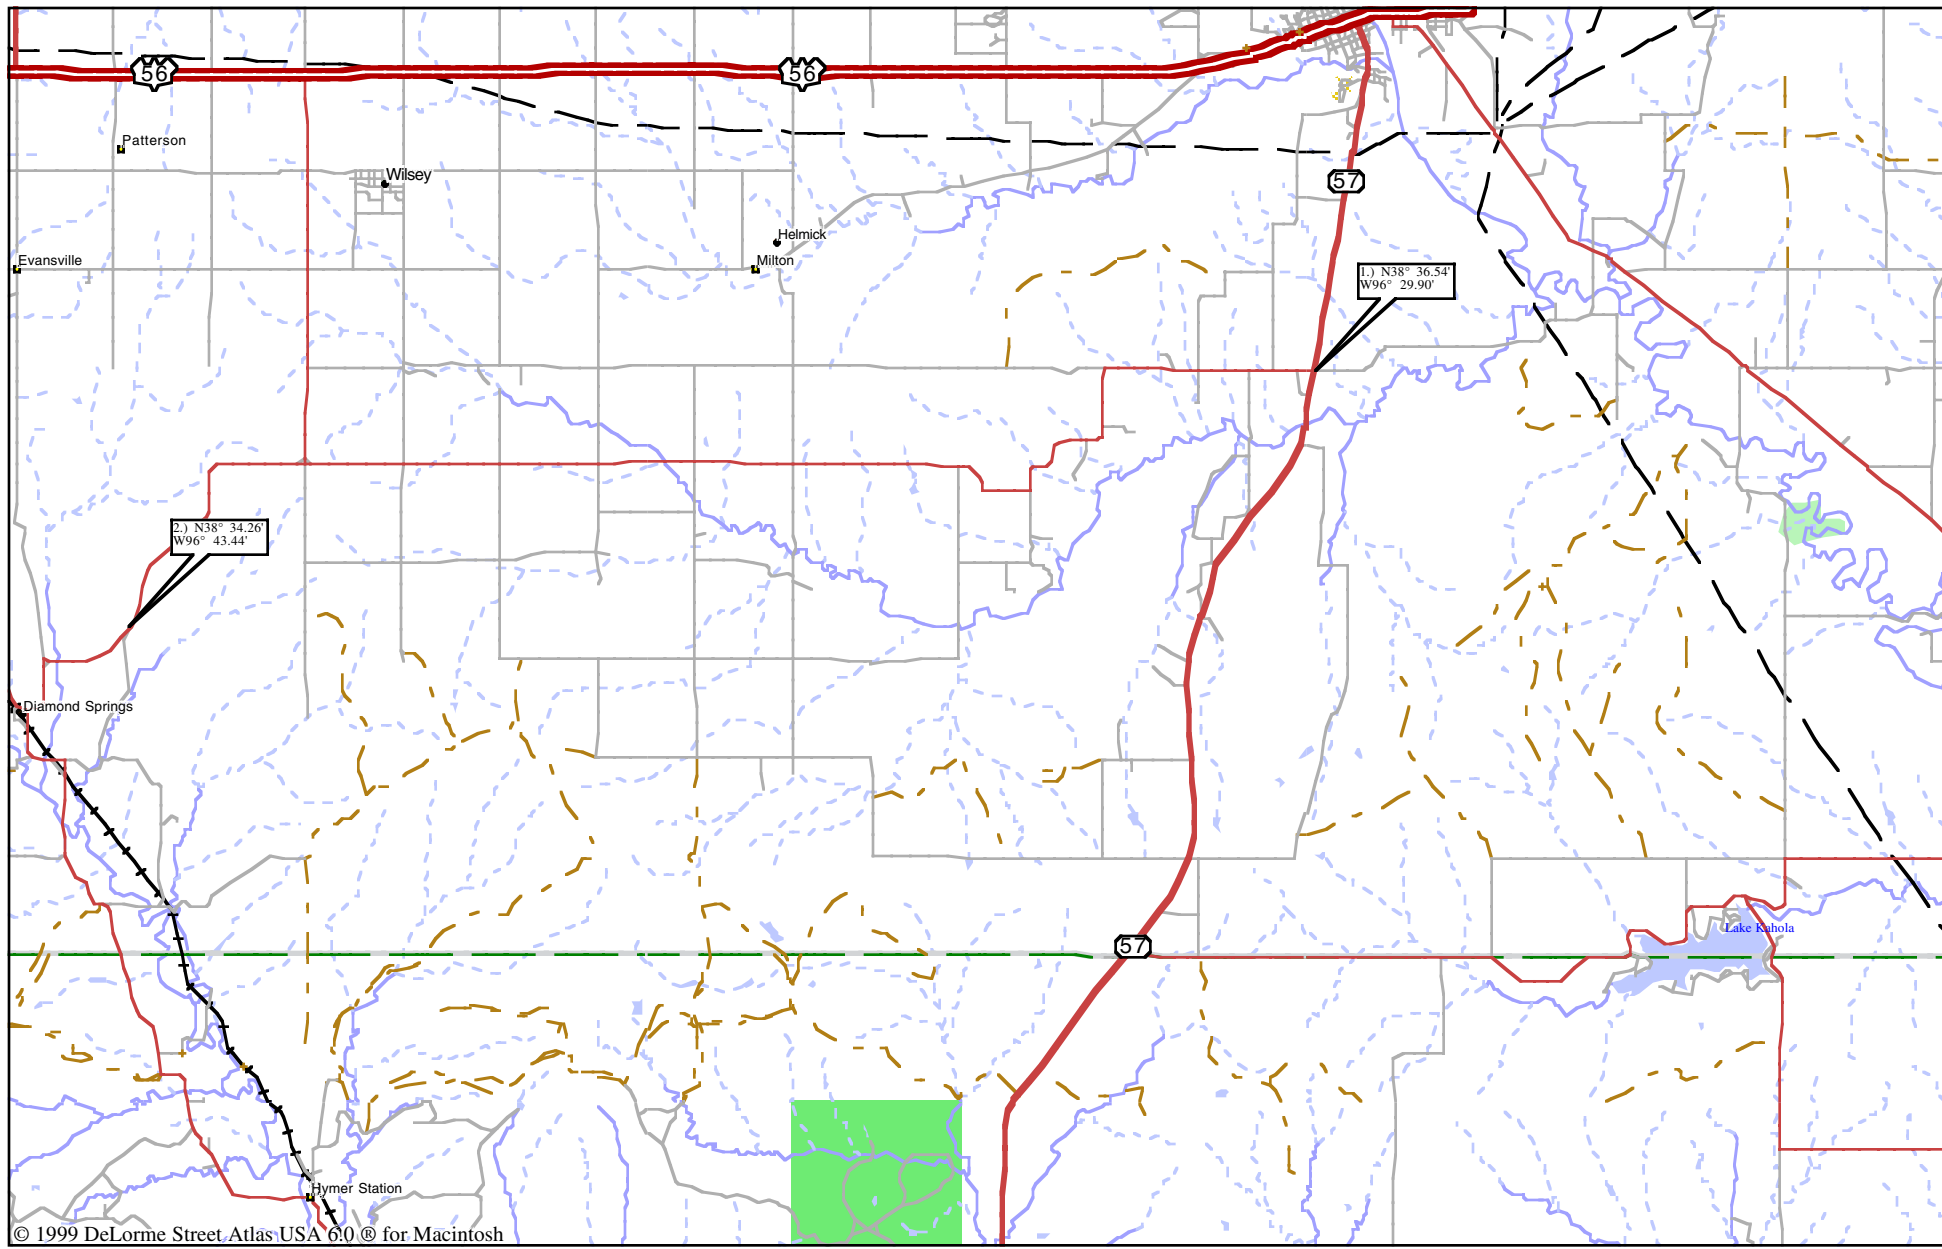 56
56
Patterson
Wilsey
57
Helmick
Evansville
Milton
1.) N38° 36.54'
W96° 29.90'
2.) N38° 34.26'
W96° 43.44'
Diamond Springs
Lake Kahola
57
Hymer Station
© 1999 DeLorme Street Atlas USA 6.0 ® for Macintosh